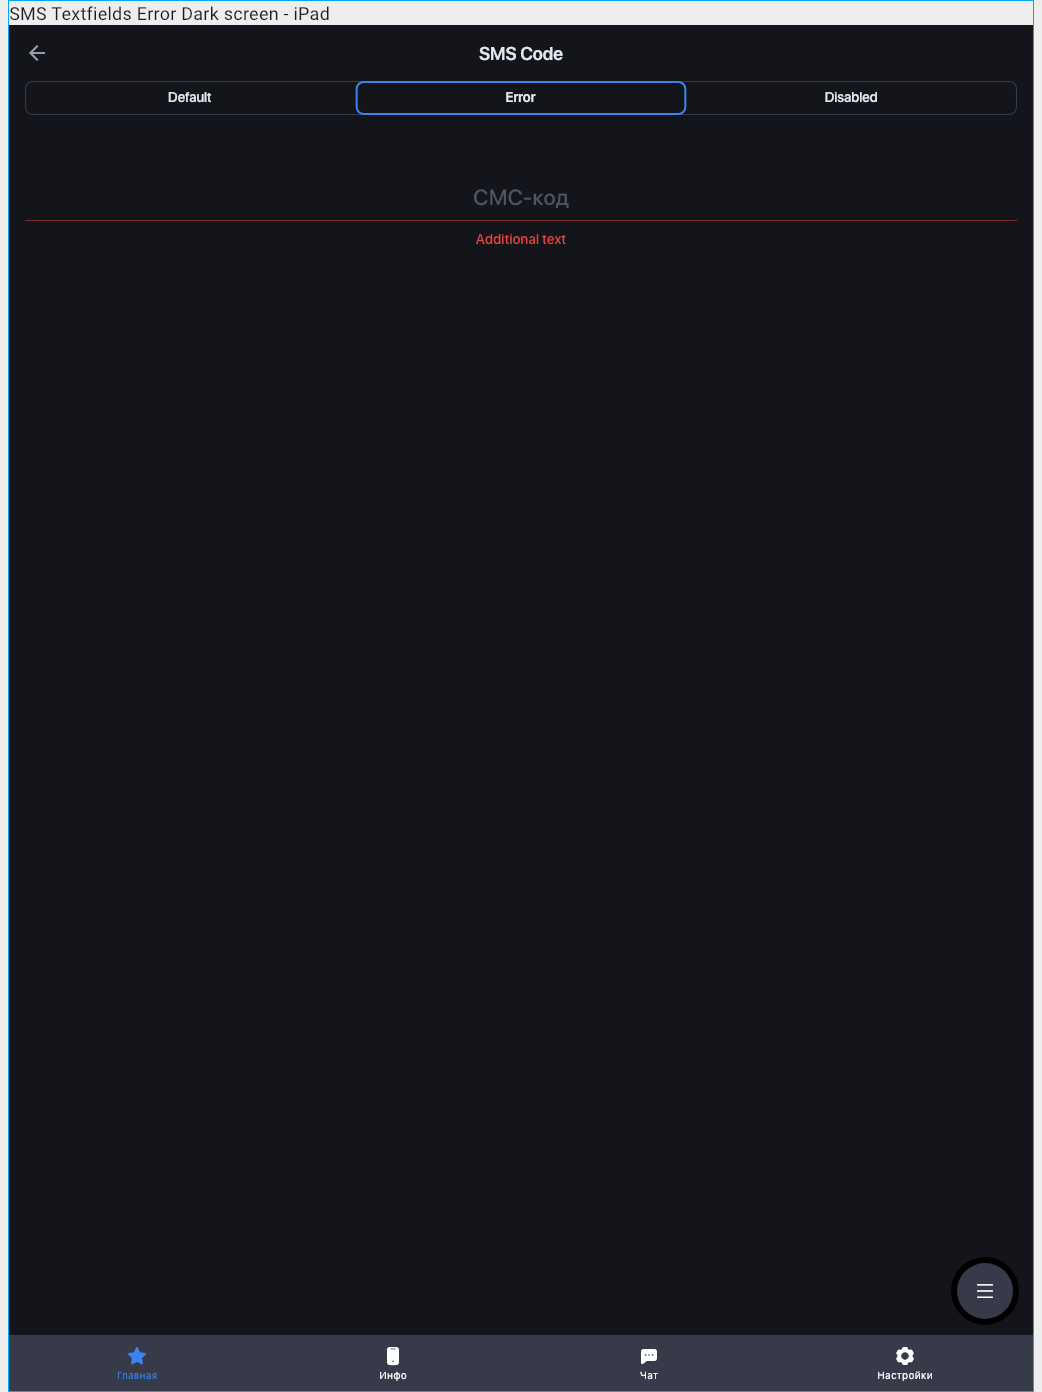 SMS Textfields Error Dark screen - iPad
SMS Code
Default Error Disabled
СМС-код
Additional text
Главная Инфо Чат Настройки